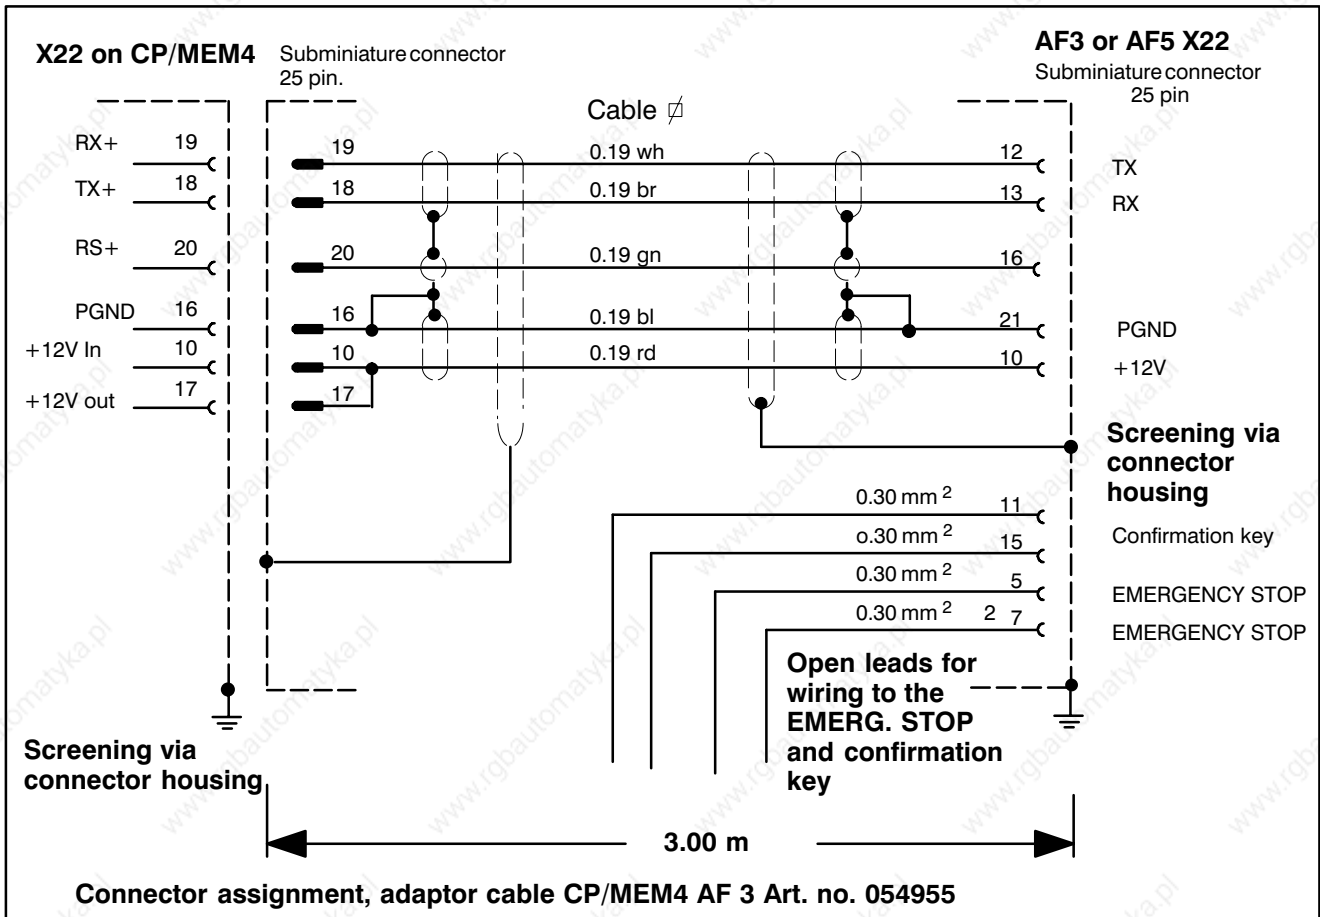 X22 on CP/MEM4
Subminiature connector
25 pin.
AF3 or AF5 X22
Subminiature connector
25 pin
Cable
RX+ 19 19 0.19 wh 12 TX
TX+ 18 18 0.19 br 13 RX
RS+ 20 20 0.19 gn 16
PGND 16 16 0.19 bl 21 PGND
+12V In 10 10 0.19 rd 10 +12V
+12V out 17 17
Screening via
connector
housing
0.30 mm 2 11
Confirmation key
o.30 mm 2 15
0.30 mm 2 5 EMERGENCY STOP
0.30 mm 2 2 7 EMERGENCY STOP
Open leads for
wiring to the
EMERG. STOP
and confirmation
key
Screening via
connector housing
3.00 m
Connector assignment, adaptor cable CP/MEM4 AF 3 Art. no. 054955
www.rgbautomatyka.pl